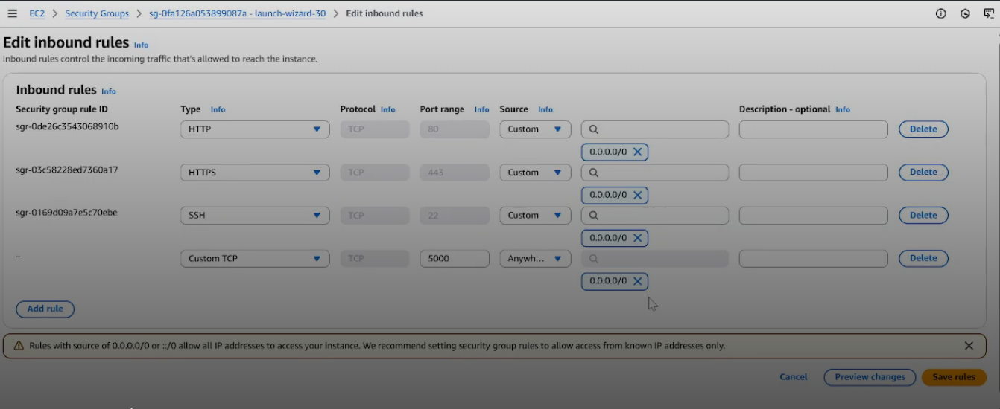 EC2 > Security Groups > sg-0fa126a053899087a - launch-wizard-30 > Edit inbound rules
Edit inbound rules Info
Inbound rules control the incoming traffic that's allowed to reach the instance.
Inbound rules Info
Security group rule ID Type Info Protocol Info Port range Info Source Info Description - optional Info
sgr-0de26c3543068910b HTTP TCP 80 Custom Delete
0.0.0.0/0
sgr-03c58228ed7360a17 HTTPS TCP 443 Custom Delete
0.0.0.0/0
sgr-0169d09a7e5c70ebe SSH TCP 22 Custom Delete
0.0.0.0/0
– Custom TCP TCP 5000 Anywh... Delete
0.0.0.0/0
Add rule
Rules with source of 0.0.0.0/0 or ::/0 allow all IP addresses to access your instance. We recommend setting security group rules to allow access from known IP addresses only.
Cancel Preview changes Save rules